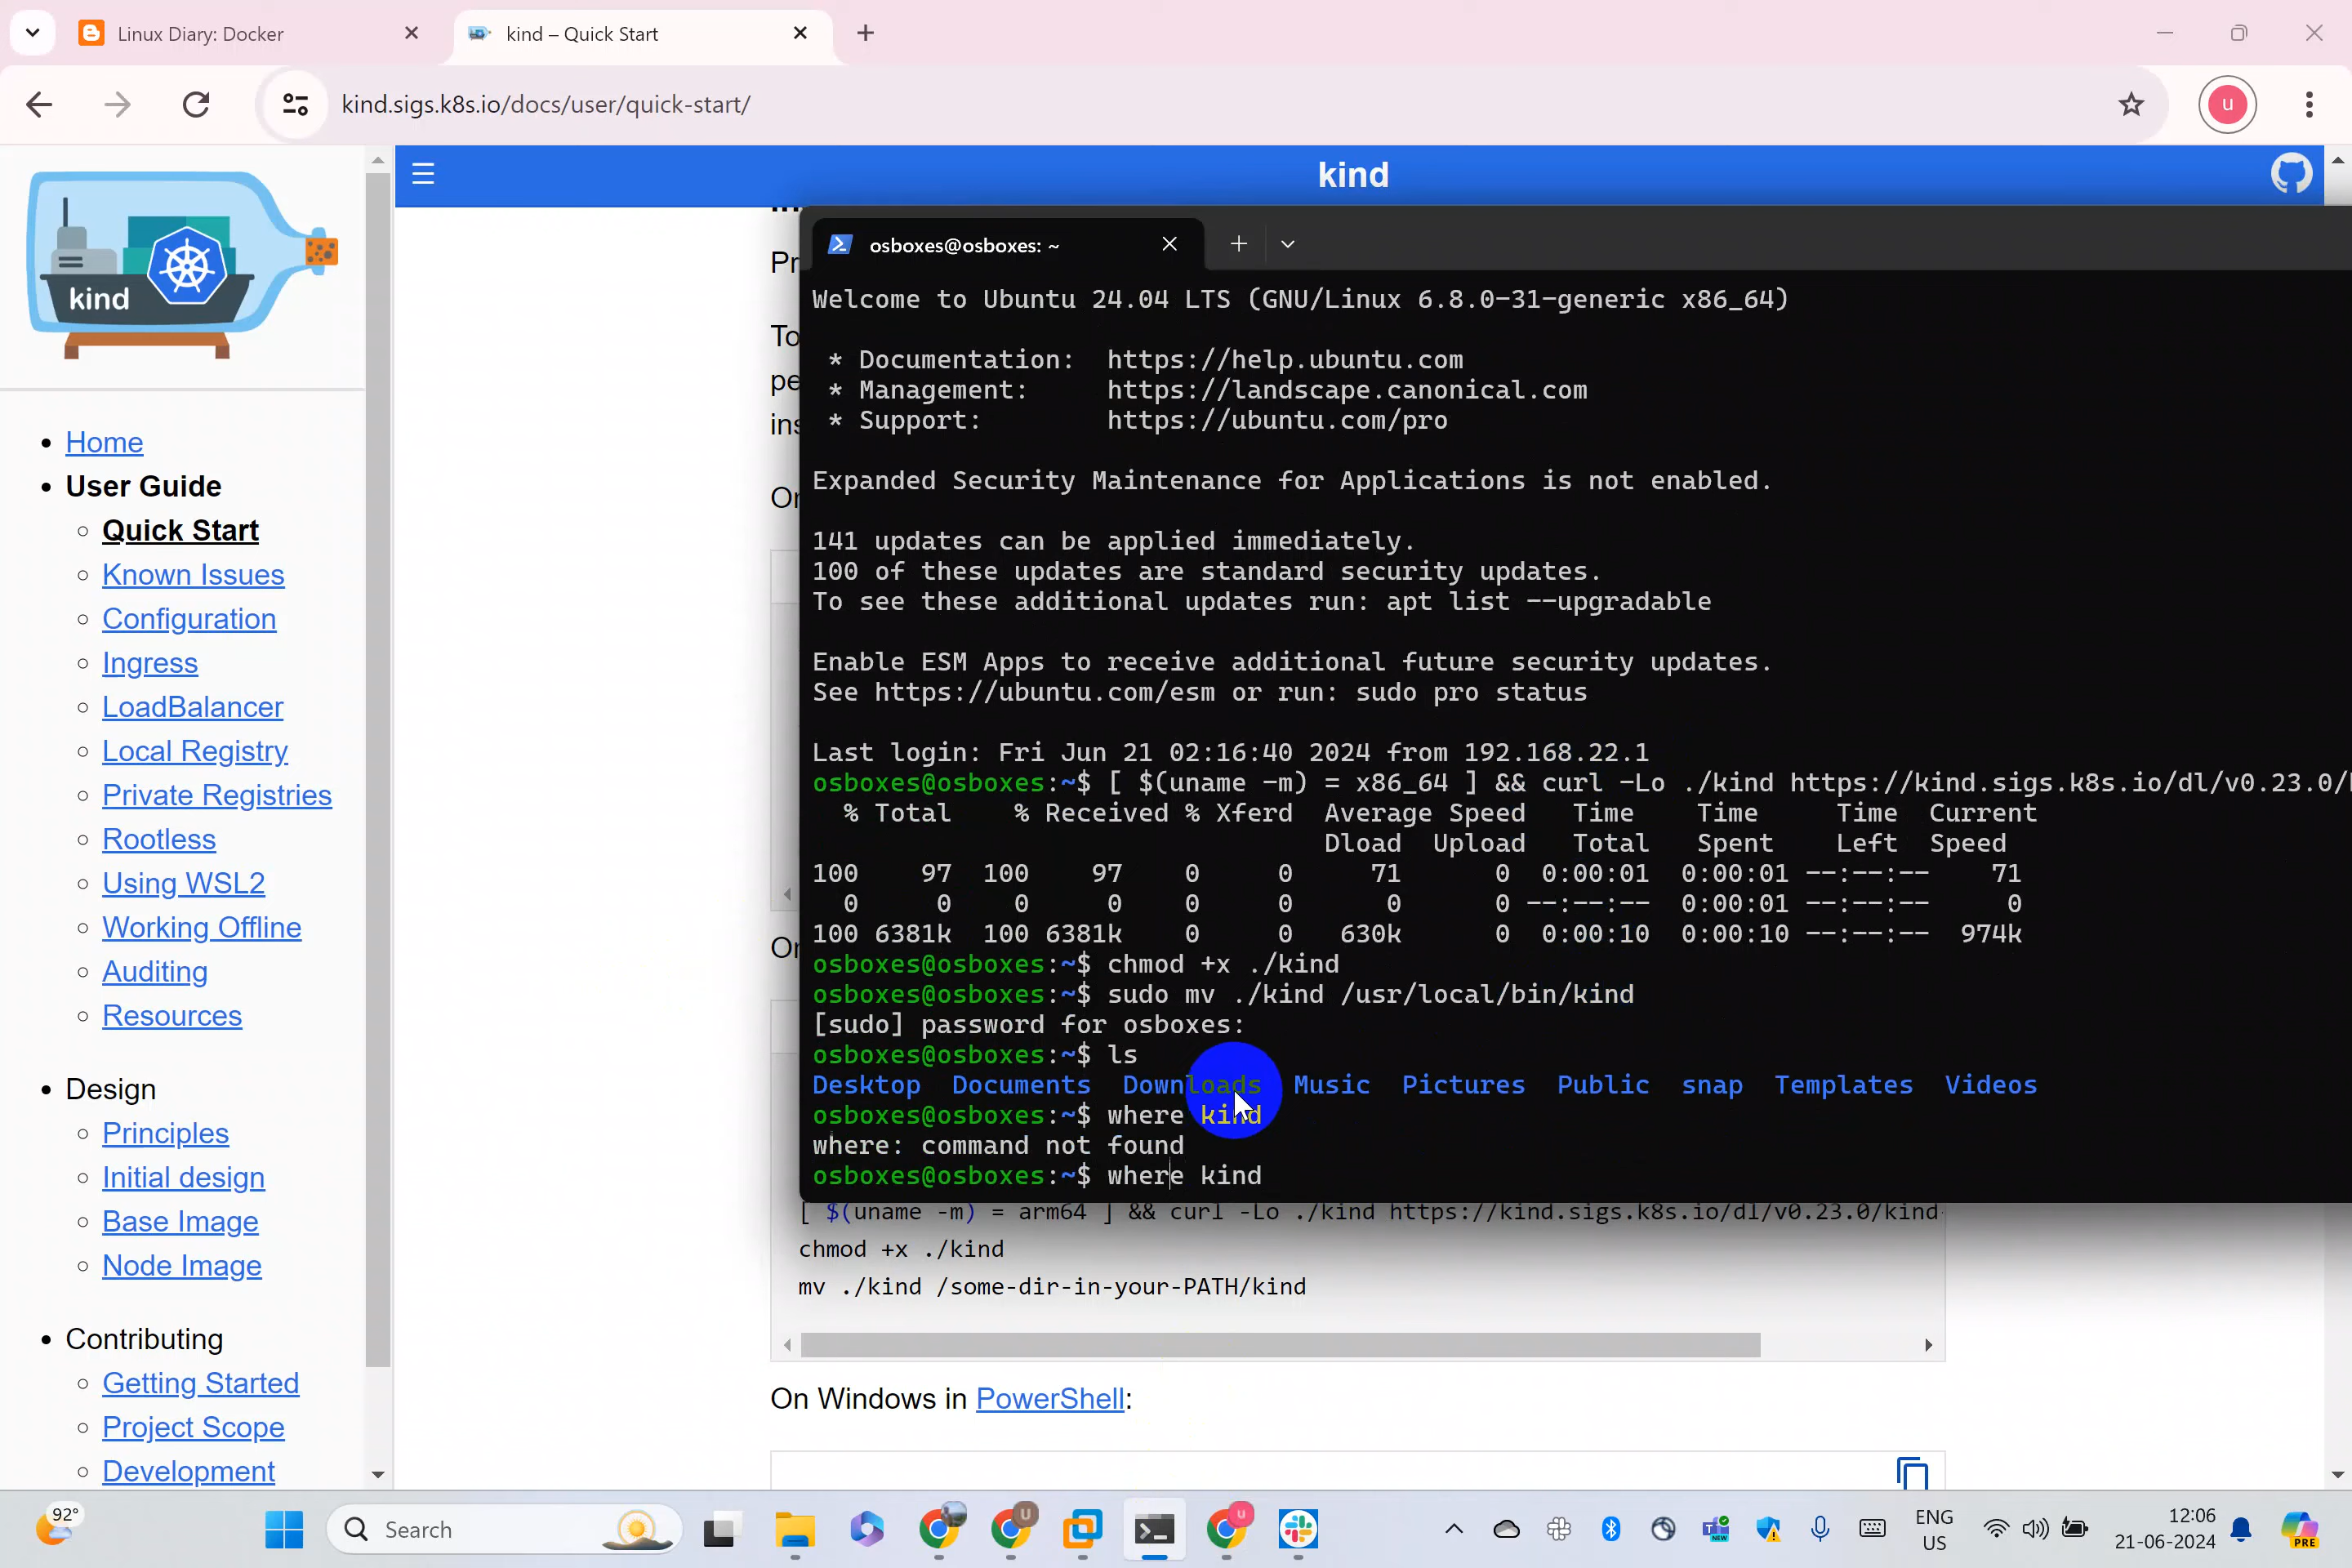 Linux Diary: Docker
kind – Quick Start
kind.sigs.k8s.io/docs/user/quick-start/
u
kind
kind
Home
User Guide
Quick Start
Known Issues
Configuration
Ingress
LoadBalancer
Local Registry
Private Registries
Rootless
Using WSL2
Working Offline
Auditing
Resources
Design
Principles
Initial design
Base Image
Node Image
Contributing
Getting Started
Project Scope
Development
osboxes@osboxes: ~
Welcome to Ubuntu 24.04 LTS (GNU/Linux 6.8.0-31-generic x86_64)
* Documentation: https://help.ubuntu.com
* Management: https://landscape.canonical.com
* Support: https://ubuntu.com/pro
Expanded Security Maintenance for Applications is not enabled.
141 updates can be applied immediately.
100 of these updates are standard security updates.
To see these additional updates run: apt list --upgradable
Enable ESM Apps to receive additional future security updates.
See https://ubuntu.com/esm or run: sudo pro status
Last login: Fri Jun 21 02:16:40 2024 from 192.168.22.1
osboxes@osboxes:~$ [ $(uname -m) = x86_64 ] && curl -Lo ./kind https://kind.sigs.k8s.io/dl/v0.23.0/
% Total % Received % Xferd Average Speed Time Time Time Current
Dload Upload Total Spent Left Speed
100 97 100 97 0 0 71 0 0:00:01 0:00:01 --:--:-- 71
0 0 0 0 0 0 0 0 --:--:-- 0:00:01 --:--:-- 0
100 6381k 100 6381k 0 0 630k 0 0:00:10 0:00:10 --:--:-- 974k
osboxes@osboxes:~$ chmod +x ./kind
osboxes@osboxes:~$ sudo mv ./kind /usr/local/bin/kind
[sudo] password for osboxes:
osboxes@osboxes:~$ ls
Desktop Documents Downloads Music Pictures Public snap Templates Videos
osboxes@osboxes:~$ where kind
where: command not found
osboxes@osboxes:~$ where kind
[ $(uname -m) = arm64 ] && curl -Lo ./kind https://kind.sigs.k8s.io/dl/v0.23.0/kind-
chmod +x ./kind
mv ./kind /some-dir-in-your-PATH/kind
On Windows in PowerShell:
92°
Search
U
u
NEW
ENG
US
12:06
21-06-2024
PRE